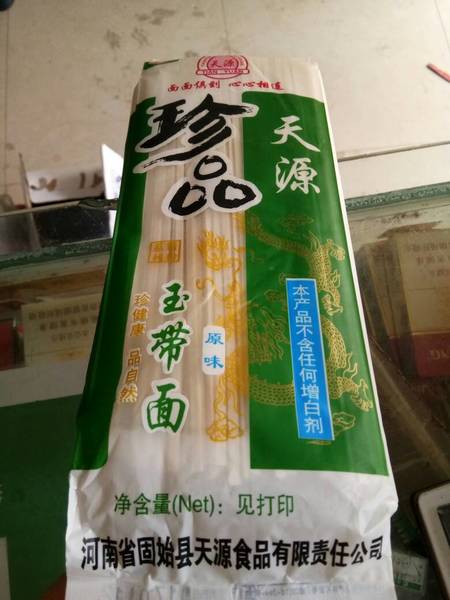 天源
TIAN YUAN
面面俱到 心心相连
珍品
天源
本产品不含任何增白剂
原味
玉带面
珍健康 品自然
净含量(Net)：见打印
河南省固始县天源食品有限责任公司